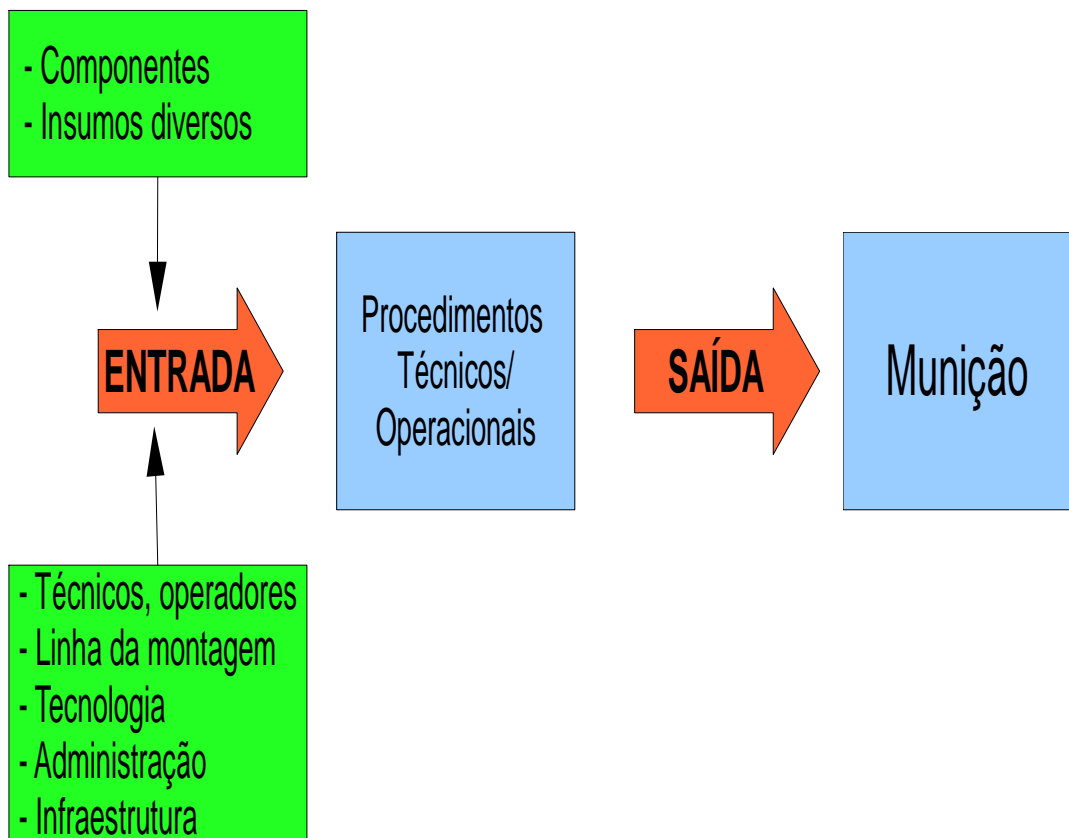 - Componentes
- Insumos diversos
ENTRADA
Procedimentos
Técnicos/
Operacionais
SAÍDA
Munição
- Técnicos, operadores
- Linha da montagem
- Tecnologia
- Administração
- Infraestrutura